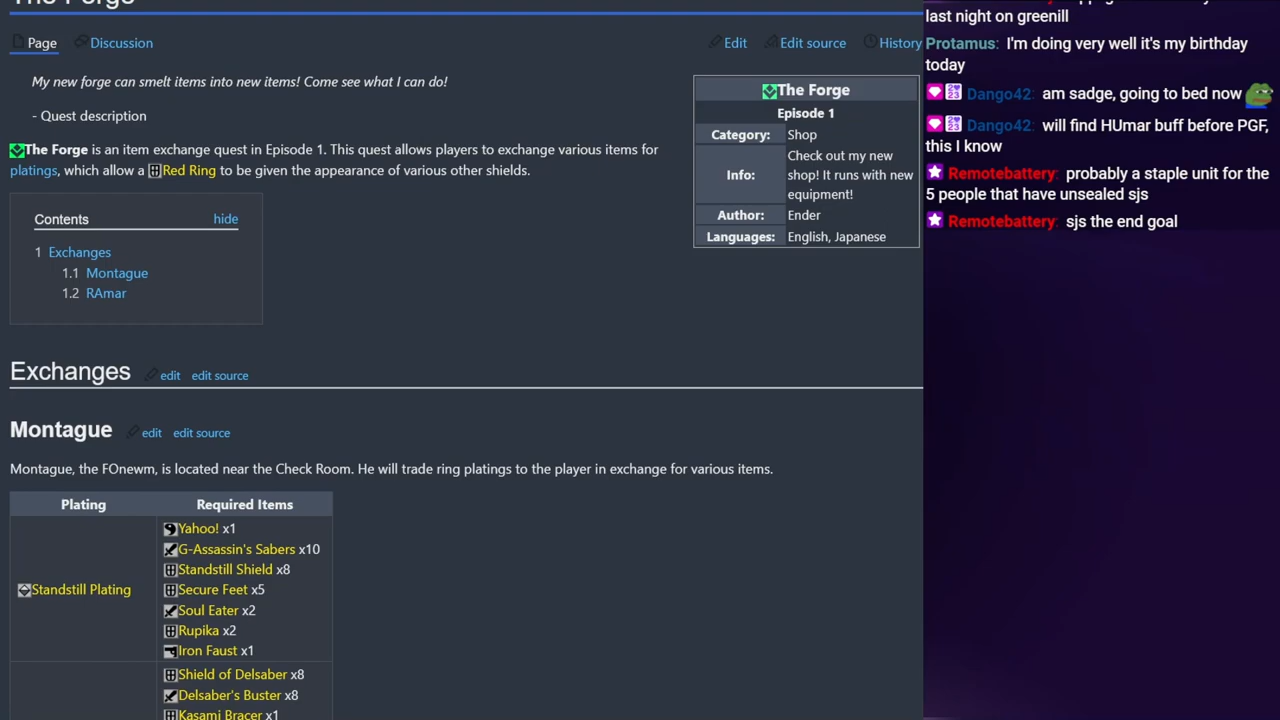 The Forge
Page
Discussion
Edit
Edit source
History
My new forge can smelt items into new items! Come see what I can do!
- Quest description
The Forge is an item exchange quest in Episode 1. This quest allows players to exchange various items for
platings, which allow a Red Ring to be given the appearance of various other shields.
The Forge
Episode 1
Category: Shop
Info: Check out my new
shop! It runs with new
equipment!
Author: Ender
Languages: English, Japanese
Contents hide
1 Exchanges
1.1 Montague
1.2 RAmar
Exchanges edit edit source
Montague edit edit source
Montague, the FOnewm, is located near the Check Room. He will trade ring platings to the player in exchange for various items.
Plating Required Items
Standstill Plating
Yahoo! x1
G-Assassin's Sabers x10
Standstill Shield x8
Secure Feet x5
Soul Eater x2
Rupika x2
Iron Faust x1
Shield of Delsaber x8
Delsaber's Buster x8
Kasami Bracer x1
last night on greenill
Protamus: I'm doing very well it's my birthday
today
Dango42: am sadge, going to bed now
Dango42: will find HUmar buff before PGF,
this I know
Remotebattery: probably a staple unit for the
5 people that have unsealed sjs
Remotebattery: sjs the end goal